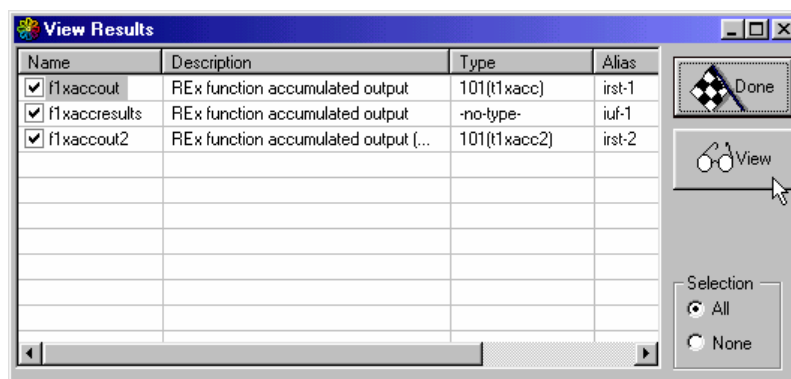 View Results
Name Description Type Alias
f1xaccout REx function accumulated output 101(t1xacc) irst-1
f1xaccresults REx function accumulated output -no-type- iuf-1
f1xaccout2 REx function accumulated output (... 101(t1xacc2) irst-2
Done
View
Selection
All
None